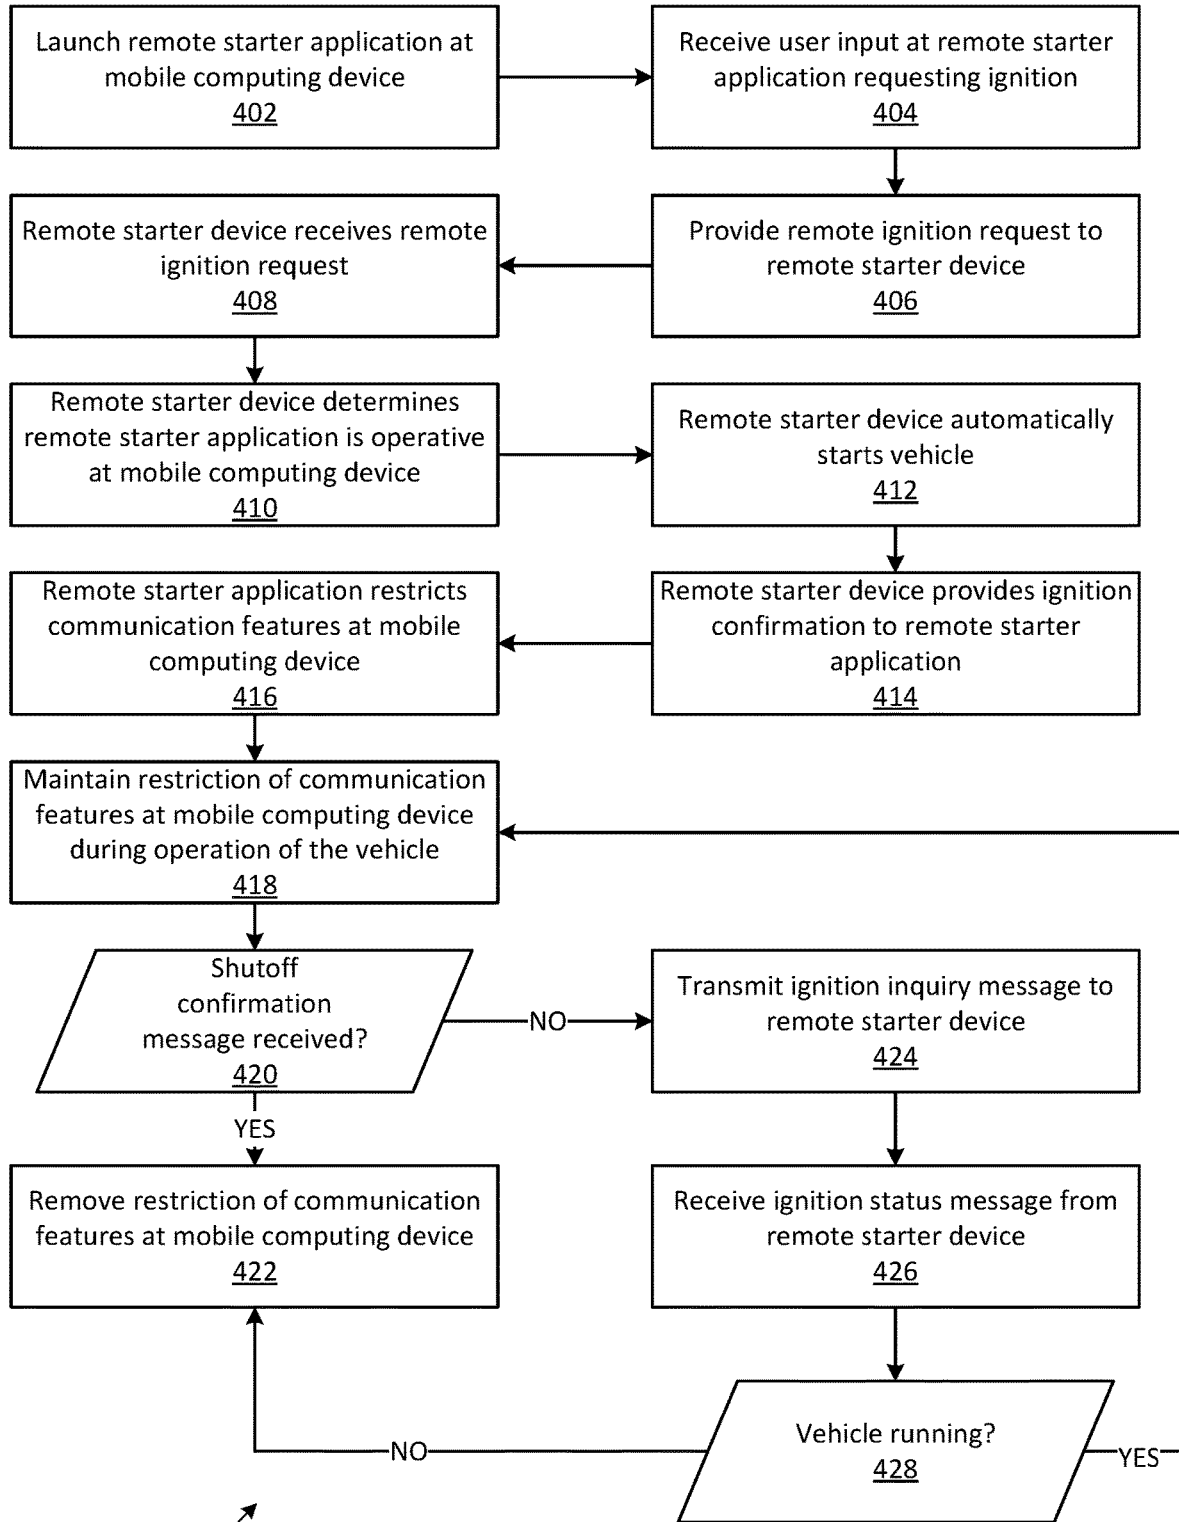 Launch remote starter application at
mobile computing device
402
Receive user input at remote starter
application requesting ignition
404
Provide remote ignition request to
remote starter device
406
Remote starter device receives remote
ignition request
408
Remote starter device determines
remote starter application is operative
at mobile computing device
410
Remote starter device automatically
starts vehicle
412
Remote starter device provides ignition
confirmation to remote starter
application
414
Remote starter application restricts
communication features at mobile
computing device
416
Maintain restriction of communication
features at mobile computing device
during operation of the vehicle
418
Shutoff
confirmation
message received?
420
NO
YES
Remove restriction of communication
features at mobile computing device
422
Transmit ignition inquiry message to
remote starter device
424
Receive ignition status message from
remote starter device
426
Vehicle running?
428
NO
YES